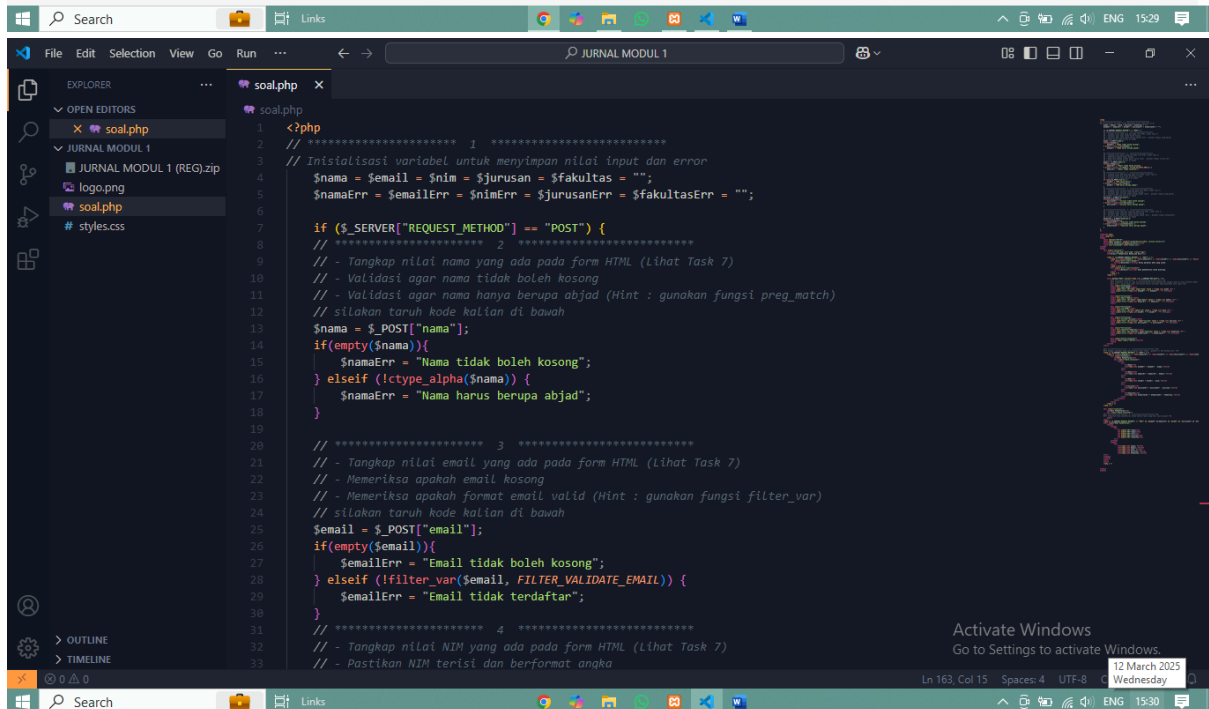 Search
Links
ENG 15:29
File Edit Selection View Go Run ...
JURNAL MODUL 1
EXPLORER
OPEN EDITORS
soal.php
JURNAL MODUL 1
JURNAL MODUL 1 (REG).zip
logo.png
soal.php
# styles.css
OUTLINE
TIMELINE
soal.php
soal.php
1 <?php
2 // ********************** 1 **************************
3 // Inisialisasi variabel untuk menyimpan nilai input dan error
4 $nama = $email = $nim = $jurusan = $fakultas = "";
5 $namaErr = $emailErr = $nimErr = $jurusanErr = $fakultasErr = "";
6
7 if ($_SERVER["REQUEST_METHOD"] == "POST") {
8 // ********************** 2 **************************
9 // - Tangkap nilai nama yang ada pada form HTML (Lihat Task 7)
10 // - Validasi agar nama tidak boleh kosong
11 // - Validasi agar nama hanya berupa abjad (Hint : gunakan fungsi preg_match)
12 // silakan taruh kode kalian di bawah
13 $nama = $_POST["nama"];
14 if(empty($nama)){
15 $namaErr = "Nama tidak boleh kosong";
16 } elseif (!ctype_alpha($nama)) {
17 $namaErr = "Nama harus berupa abjad";
18 }
19
20 // ********************** 3 **************************
21 // - Tangkap nilai email yang ada pada form HTML (Lihat Task 7)
22 // - Memeriksa apakah email kosong
23 // - Memeriksa apakah format email valid (Hint : gunakan fungsi filter_var)
24 // silakan taruh kode kalian di bawah
25 $email = $_POST["email"];
26 if(empty($email)){
27 $emailErr = "Email tidak boleh kosong";
28 } elseif (!filter_var($email, FILTER_VALIDATE_EMAIL)) {
29 $emailErr = "Email tidak terdaftar";
30 }
31 // ********************** 4 **************************
32 // - Tangkap nilai NIM yang ada pada form HTML (Lihat Task 7)
33 // - Pastikan NIM terisi dan berformat angka
Activate Windows
Go to Settings to activate Windows.
12 March 2025
Wednesday
0 0 Ln 163, Col 15 Spaces: 4 UTF-8
Search
Links
ENG 15:30